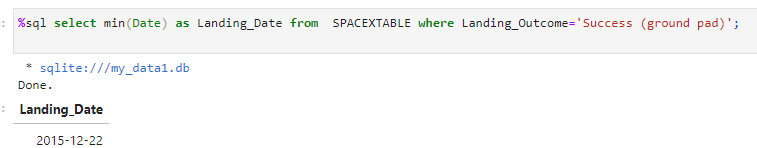 : %sql select min(Date) as Landing_Date from  SPACEXTABLE where Landing_Outcome='Success (ground pad)';
* sqlite:///my_data1.db
Done.
: Landing_Date
2015-12-22